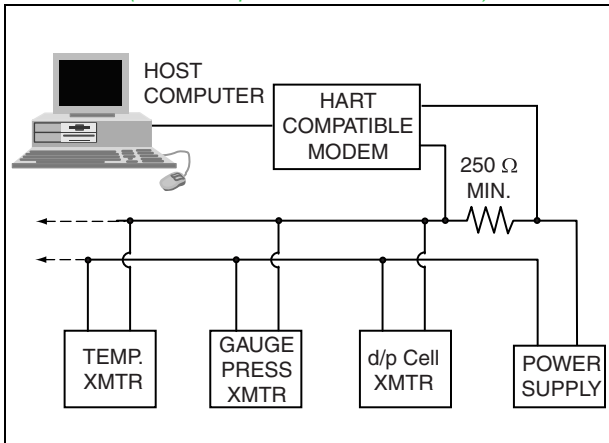 HOST
COMPUTER
HART
COMPATIBLE
MODEM
250 Ω
MIN.
TEMP.
XMTR
GAUGE
PRESS
XMTR
d/p Cell
XMTR
POWER
SUPPLY